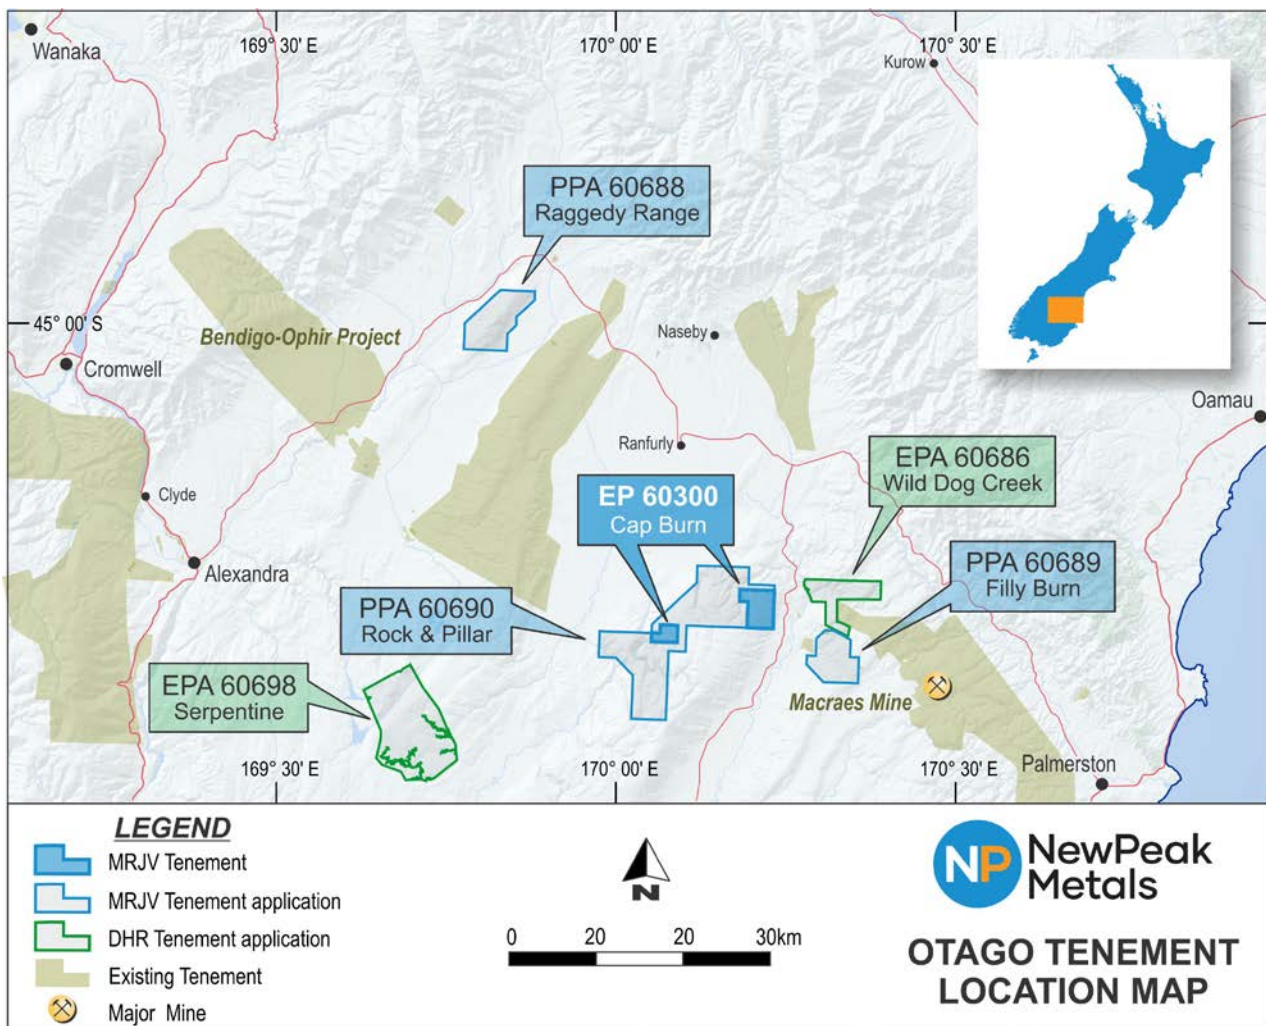 169° 30' E
170° 00' E
170° 30' E
Wanaka
Kurow
PPA 60688
Raggedy Range
45° 00' S
Bendigo-Ophir Project
Naseby
Cromwell
Oamau
Ranfurly
EPA 60686
Wild Dog Creek
Clyde
EP 60300
Cap Burn
PPA 60689
Filly Burn
Alexandra
PPA 60690
Rock & Pillar
EPA 60698
Serpentine
Macraes Mine
169° 30' E
170° 00' E
170° 30' E
Palmerston
LEGEND
MRJV Tenement
MRJV Tenement application
DHR Tenement application
Existing Tenement
Major Mine
N
0 20 20 30km
NP NewPeak
Metals
OTAGO TENEMENT
LOCATION MAP